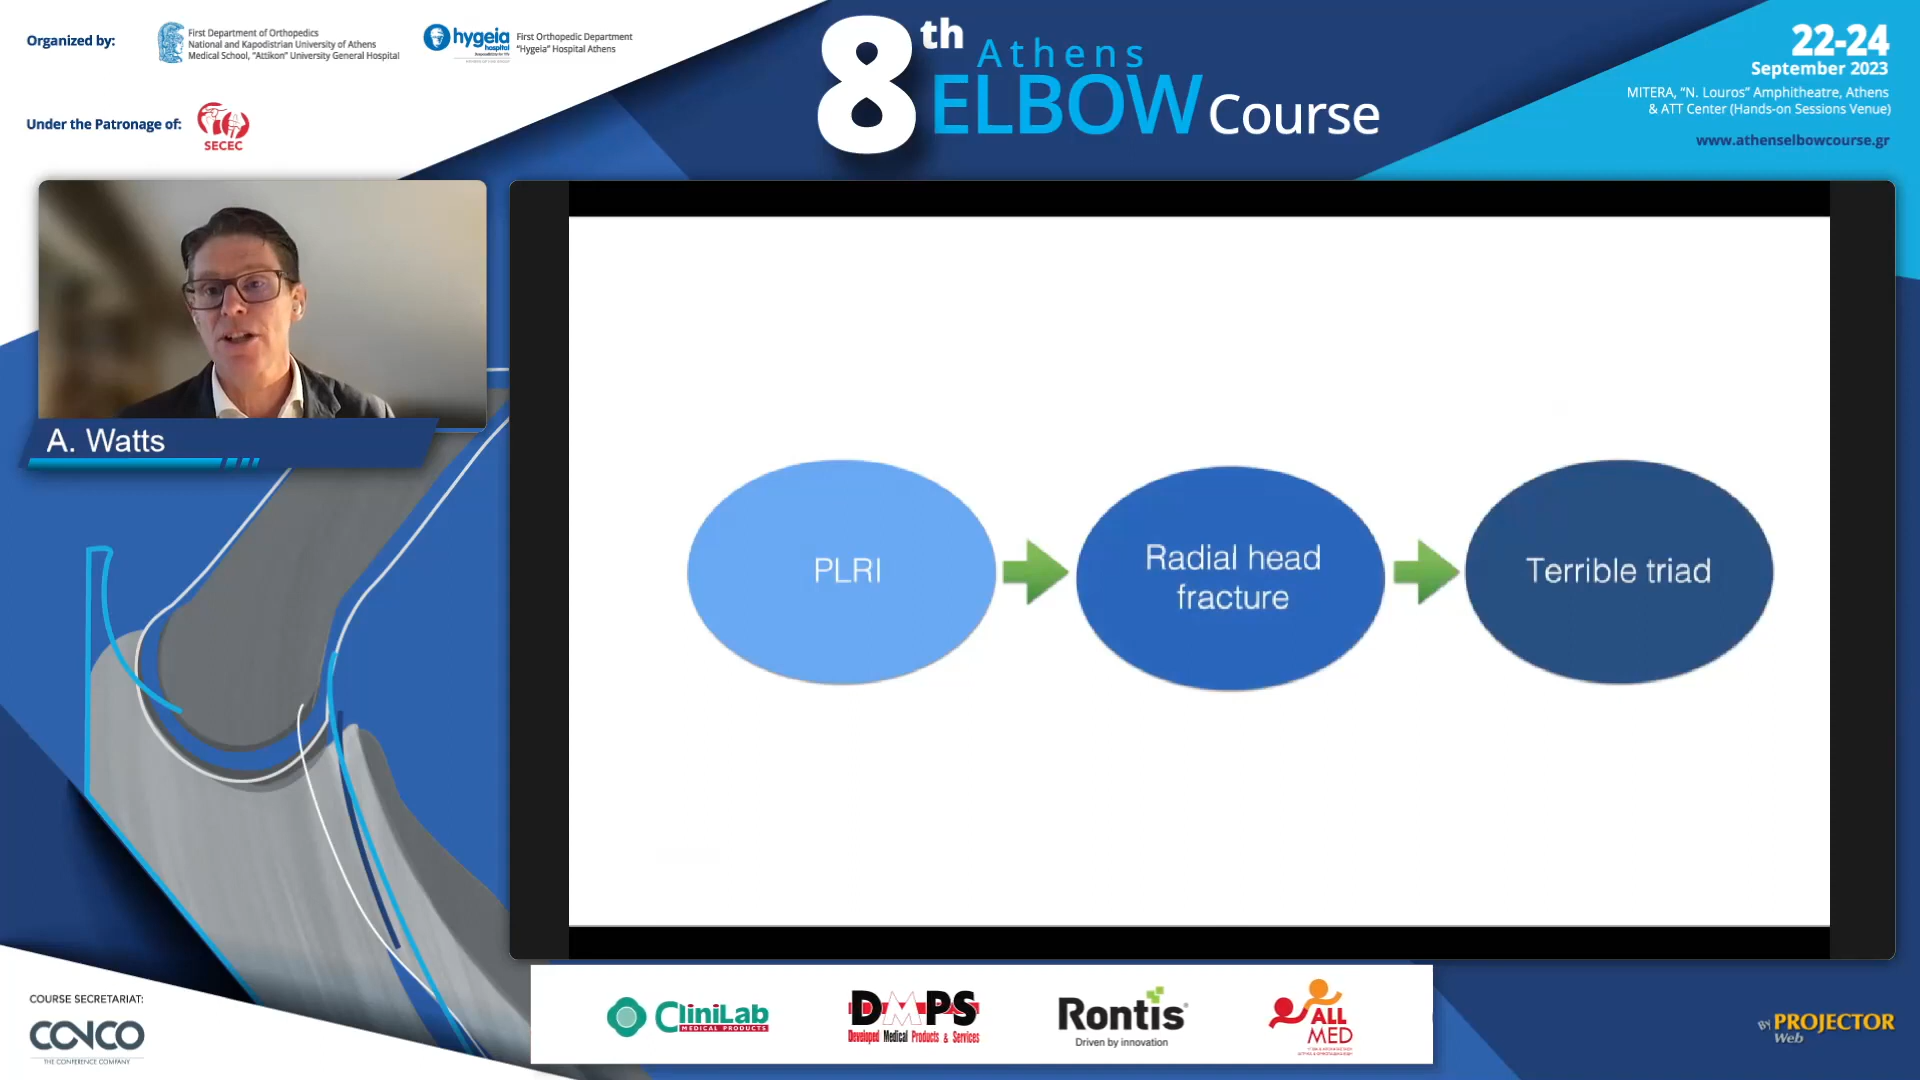 Organized by:
First Department of Orthopedics
National and Kapodistrian University of Athens
Medical School, "Attikon" University General Hospital
hygeia
hospital
First Orthopedic Department
"Hygeia" Hospital Athens
Under the Patronage of:
SECEC
8th Athens
ELBOW Course
22-24
September 2023
MITERA, "N. Louros" Amphitheatre, Athens
& ATT Center (Hands-on Sessions Venue)
www.athenselbowcourse.gr
A. Watts
PLRI
Radial head
fracture
Terrible triad
COURSE SECRETARIAT:
CONCO
THE CONFERENCE COMPANY
CliniLab
MEDICAL PRODUCTS
DMPS
Developed Medical Products & Services
Rontis®
Driven by innovation
ALL
MED
BY PROJECTOR
Web